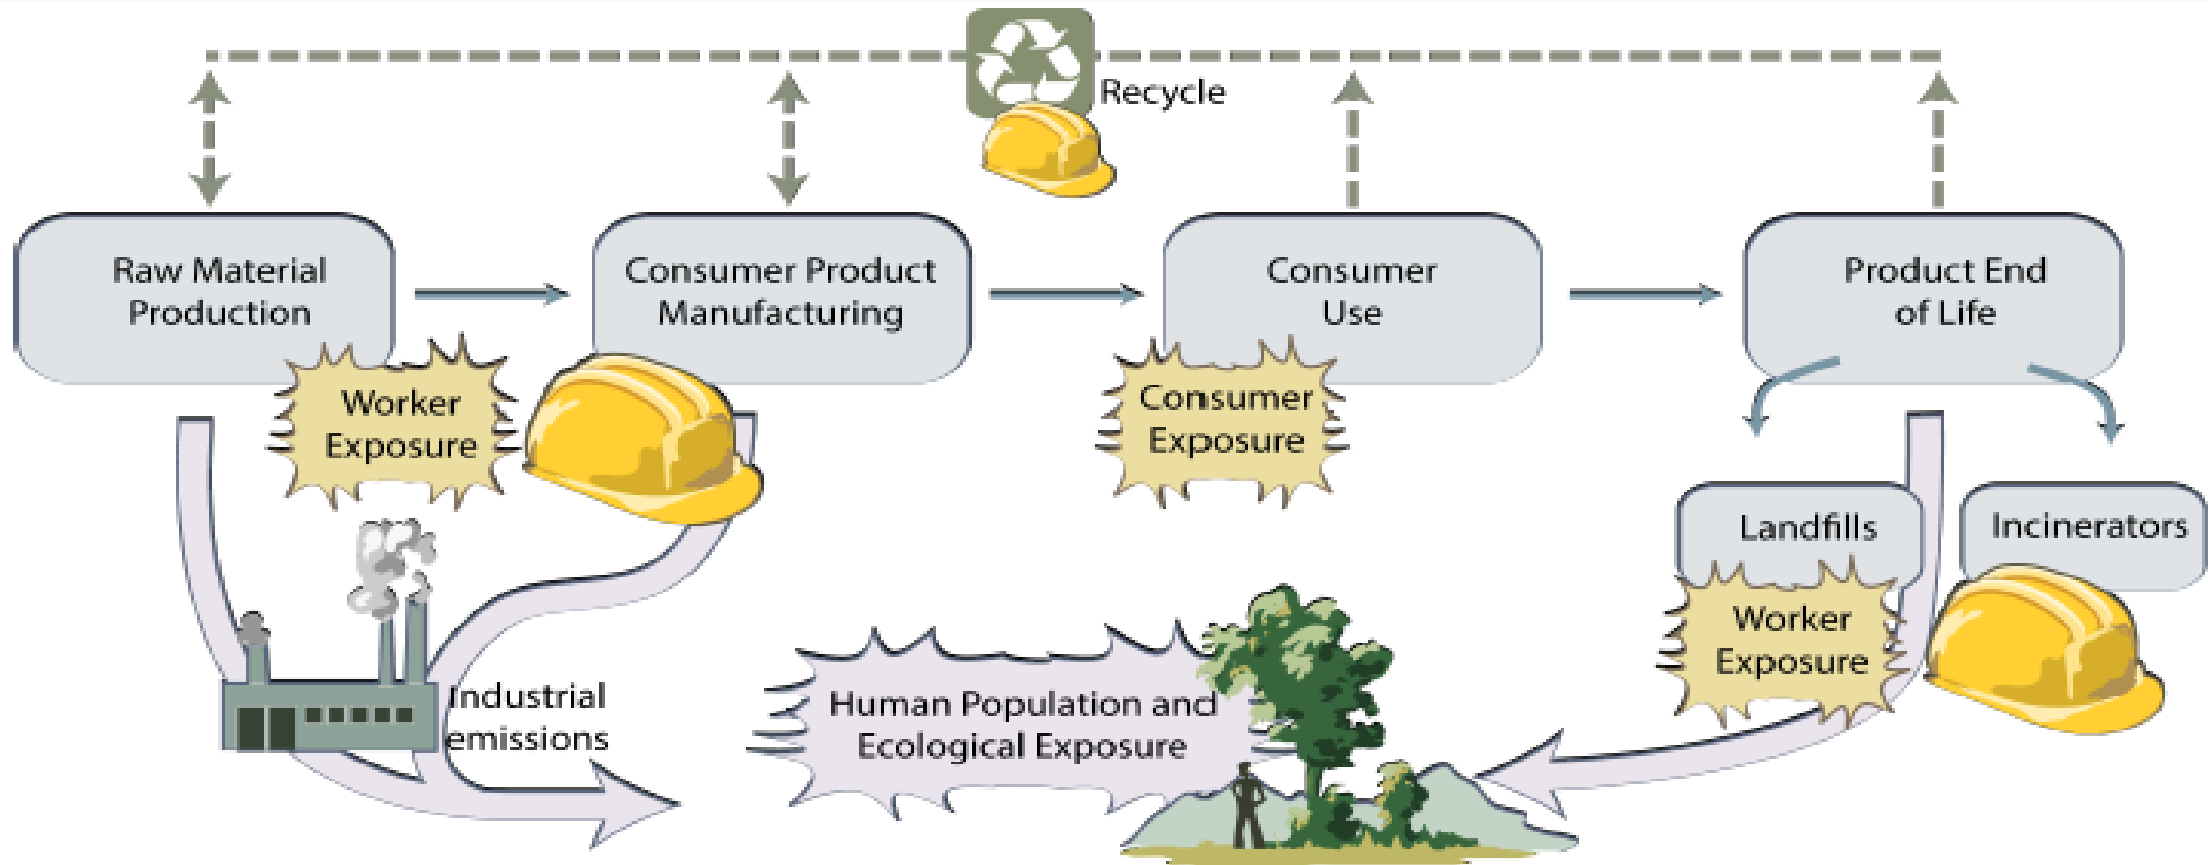 Recycle
Raw Material
Production
Consumer Product
Manufacturing
Consumer
Use
Product End
of Life
Worker
Exposure
Consumer
Exposure
Landfills
Incinerators
Worker
Exposure
Industrial
emissions
Human Population and
Ecological Exposure